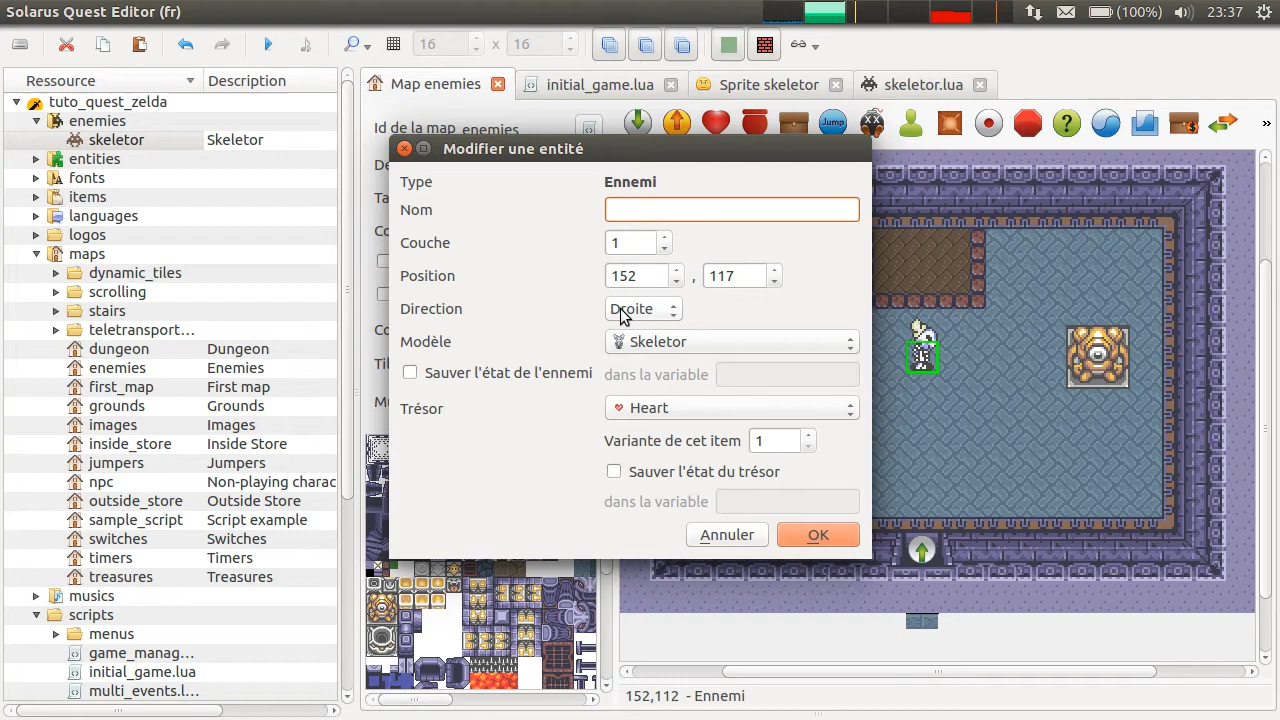 Solarus Quest Editor (fr)
(100%)
23:37
16 x 16
Ressource
Description
Map enemies
initial_game.lua
Sprite skeletor
skeletor.lua
tuto_quest_zelda
enemies
skeletor
Skeletor
entities
fonts
items
languages
logos
maps
dynamic_tiles
scrolling
stairs
teletransport...
dungeon
Dungeon
enemies
Enemies
first_map
First map
grounds
Grounds
images
Images
inside_store
Inside Store
jumpers
Jumpers
npc
Non-playing charac
outside_store
Outside Store
sample_script
Script example
switches
Switches
timers
Timers
treasures
Treasures
musics
scripts
menus
game_manag...
initial_game.lua
multi_events.l...
Id de la map
enemies
Jump
»
Modifier une entité
Type
Ennemi
Nom
Couche
1
Position
152 , 117
Direction
Droite
Modèle
Skeletor
Sauver l'état de l'ennemi
dans la variable
Trésor
Heart
Variante de cet item
1
Sauver l'état du trésor
dans la variable
Annuler
OK
152,112 - Ennemi